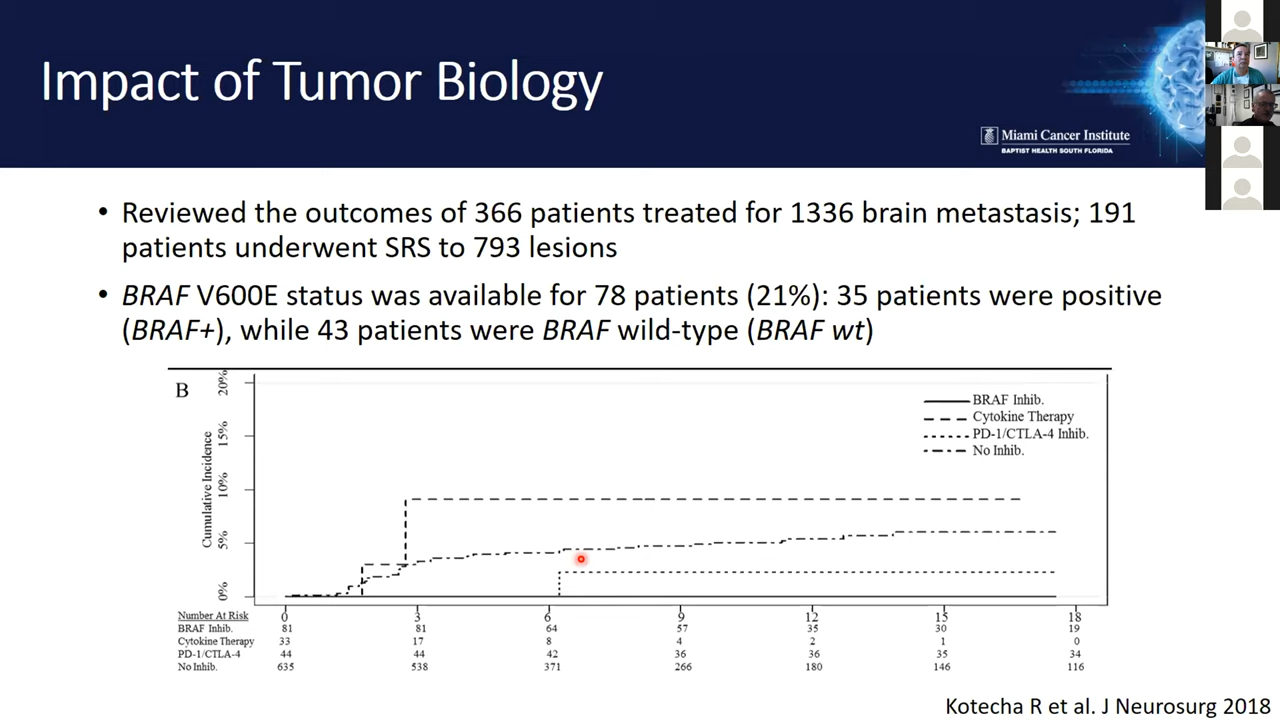 Impact of Tumor Biology
Miami Cancer Institute
BAPTIST HEALTH SOUTH FLORIDA
• Reviewed the outcomes of 366 patients treated for 1336 brain metastasis; 191
patients underwent SRS to 793 lesions
• BRAF V600E status was available for 78 patients (21%): 35 patients were positive
(BRAF+), while 43 patients were BRAF wild-type (BRAF wt)
B
Cumulative Incidence
20%
15%
10%
5%
0%
BRAF Inhib.
Cytokine Therapy
PD-1/CTLA-4 Inhib.
No Inhib.
Number At Risk 0 3 6 9 12 15 18
BRAF Inhib. 81 81 64 57 35 30 19
Cytokine Therapy 33 17 8 4 2 1 0
PD-1/CTLA-4 44 44 42 36 36 35 34
No Inhib. 635 538 371 266 180 146 116
Kotecha R et al. J Neurosurg 2018